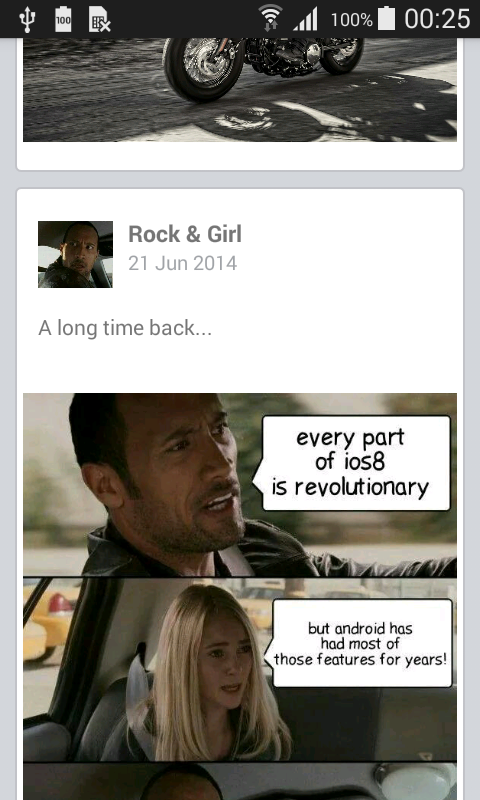 100
100% 00:25
Rock & Girl
21 Jun 2014
A long time back...
every part
of ios8
is revolutionary
but android has
had most of
those features for years!